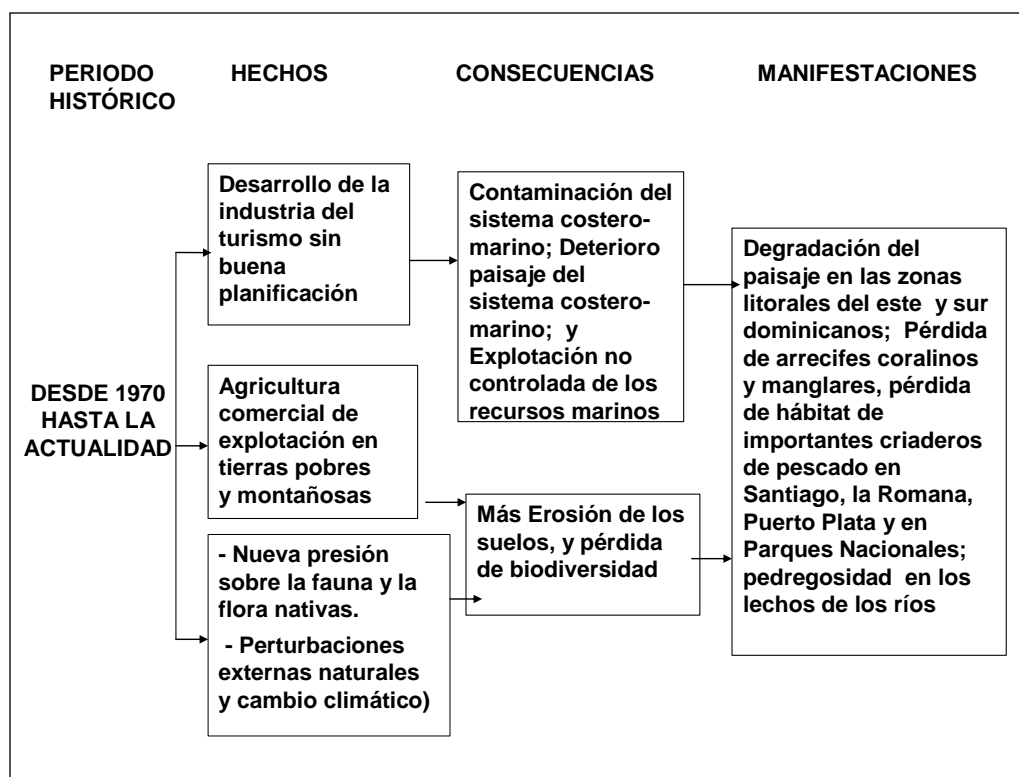 PERIODO
HISTÓRICO
HECHOS
CONSECUENCIAS
MANIFESTACIONES
DESDE 1970
HASTA LA
ACTUALIDAD
Desarrollo de la
industria del
turismo sin
buena
planificación
Agricultura
comercial de
explotación en
tierras pobres
y montañosas
- Nueva presión
sobre la fauna y la
flora nativas.
- Perturbaciones
externas naturales
y cambio climático)
Contaminación del
sistema costero-
marino; Deterioro
paisaje del
sistema costero-
marino; y
Explotación no
controlada de los
recursos marinos
Más Erosión de los
suelos, y pérdida
de biodiversidad
Degradación del
paisaje en las zonas
litorales del este y sur
dominicanos; Pérdida
de arrecifes coralinos
y manglares, pérdida
de hábitat de
importantes criaderos
de pescado en
Santiago, la Romana,
Puerto Plata y en
Parques Nacionales;
pedregosidad en los
lechos de los ríos